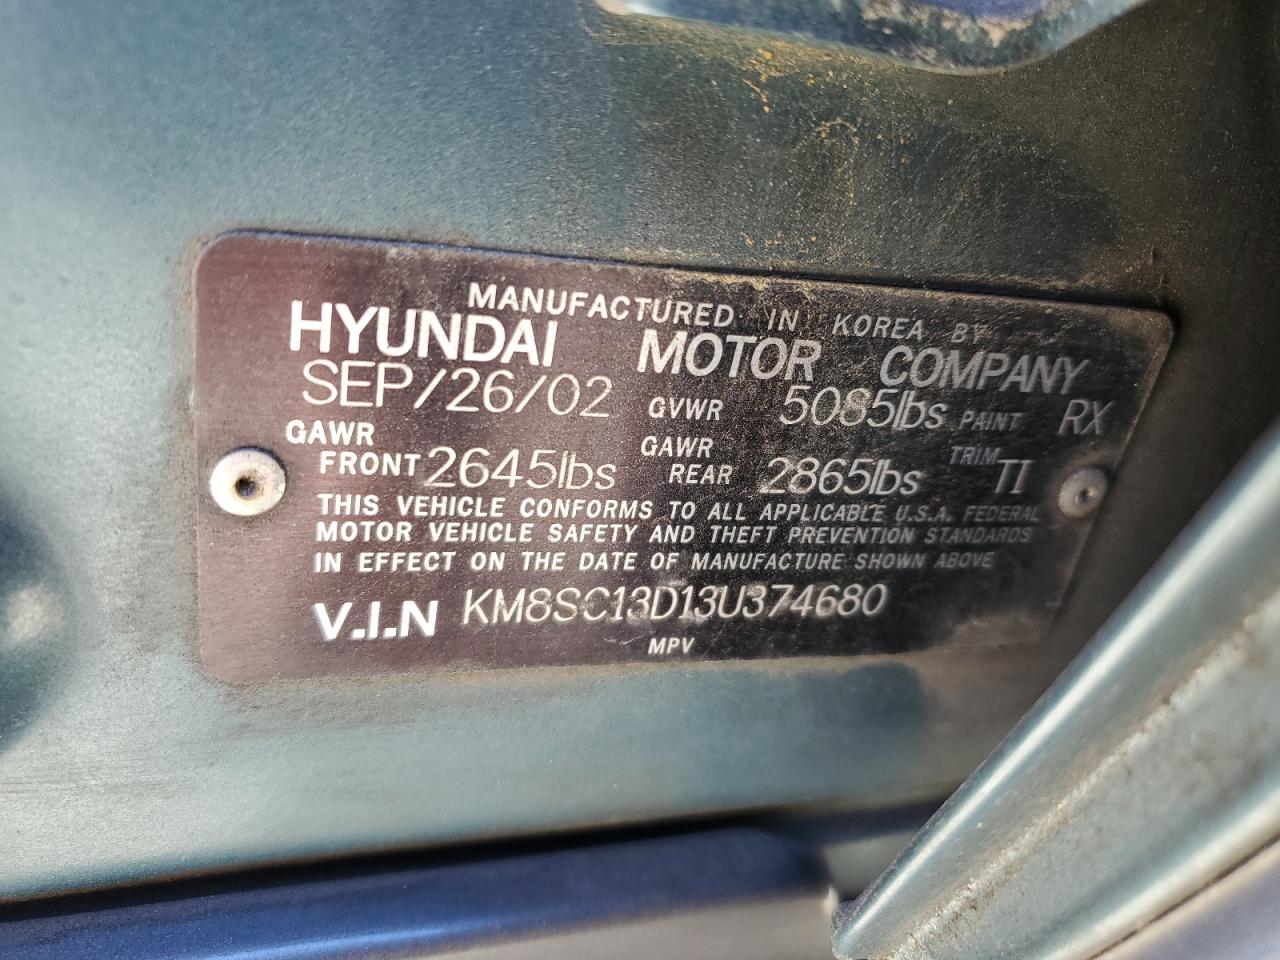 MANUFACTURED IN KOREA BY
HYUNDAI MOTOR COMPANY
SEP/26/02 GVWR 5085lbs PAINT RX
GAWR FRONT 2645lbs GAWR REAR 2865lbs TRIM TI
THIS VEHICLE CONFORMS TO ALL APPLICABLE U.S.A. FEDERAL
MOTOR VEHICLE SAFETY AND THEFT PREVENTION STANDARDS
IN EFFECT ON THE DATE OF MANUFACTURE SHOWN ABOVE
V.I.N KM8SC13D13U374680
MPV